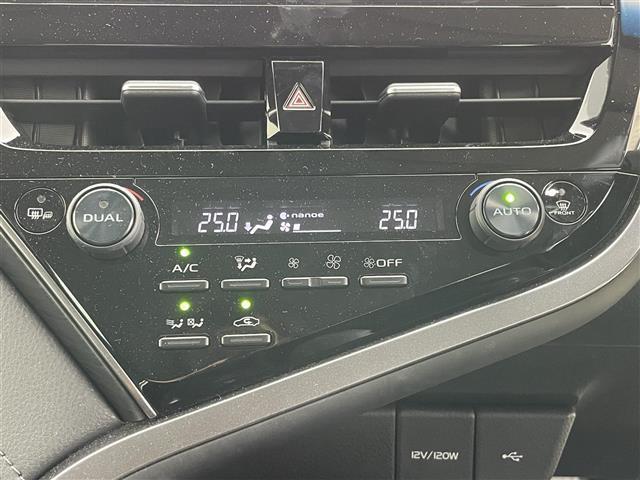 DUAL
25.0
nanoe
25.0
AUTO
FRONT
A/C
OFF
12V/120W